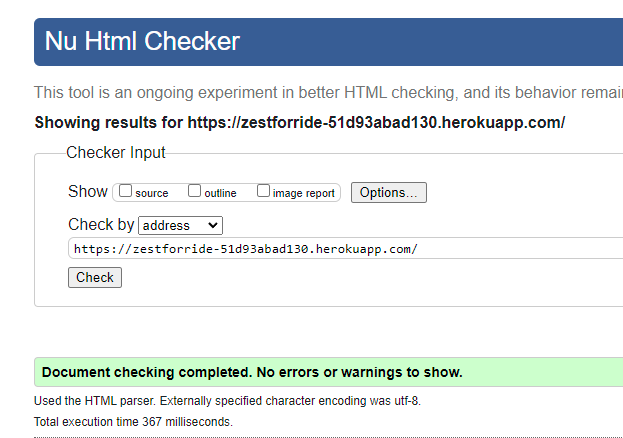 Nu Html Checker
This tool is an ongoing experiment in better HTML checking, and its behavior remai
Showing results for https://zestforride-51d93abad130.herokuapp.com/
Checker Input
Show source outline image report Options...
Check by address
https://zestforride-51d93abad130.herokuapp.com/
Check
Document checking completed. No errors or warnings to show.
Used the HTML parser. Externally specified character encoding was utf-8.
Total execution time 367 milliseconds.